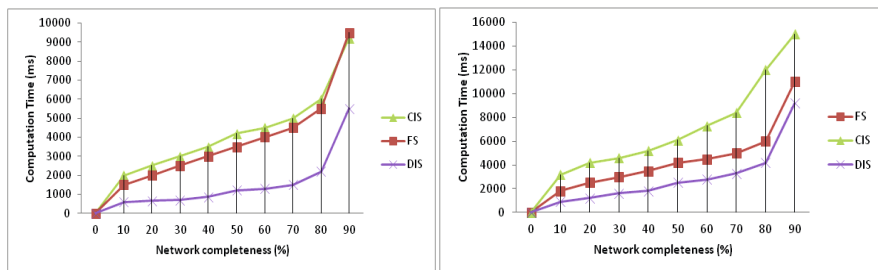 Computation Time (ms)
10000
9000
8000
7000
6000
5000
4000
3000
2000
1000
0
0 10 20 30 40 50 60 70 80 90
Network completeness (%)
CIS
FS
DIS
Computation Time (ms)
16000
14000
12000
10000
8000
6000
4000
2000
0
0 10 20 30 40 50 60 70 80 90
Network completeness (%)
FS
CIS
DIS